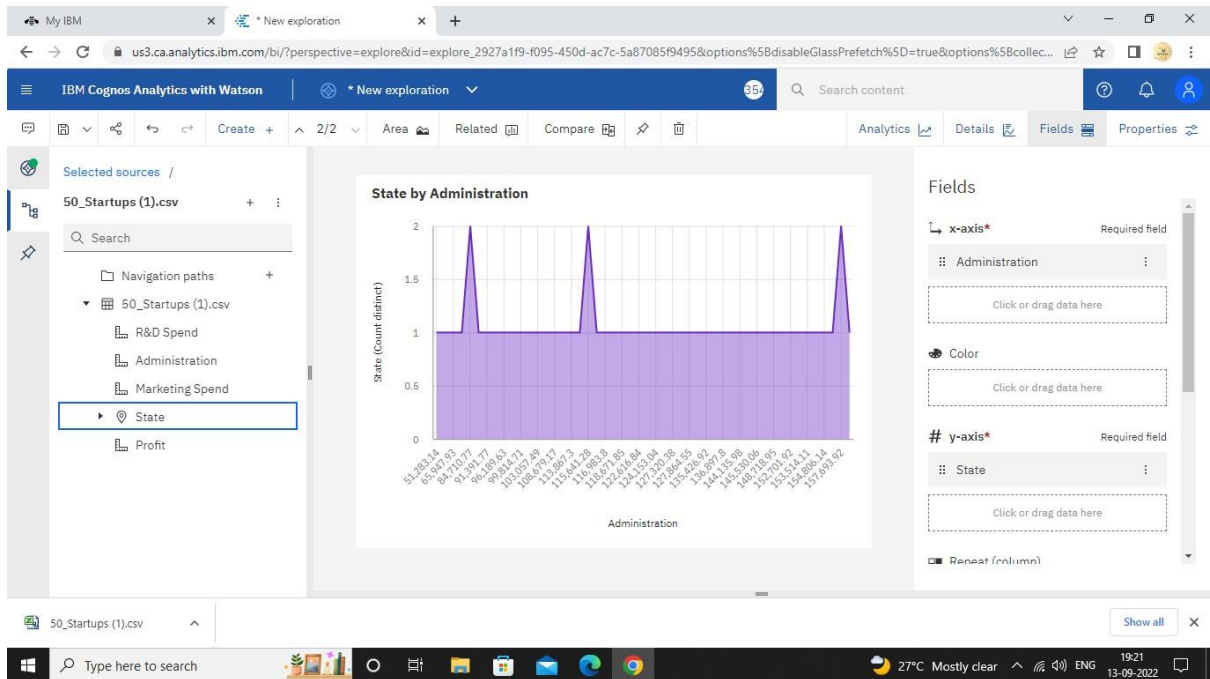 My IBM
* New exploration
us3.ca.analytics.ibm.com/bi/?perspective=explore&id=explore_2927a1f9-f095-450d-ac7c-5a87085f9495&options%5BdisableGlassPrefetch%5D=true&options%5Bcollec...
IBM Cognos Analytics with Watson
* New exploration
354
Search content
Create +
2/2
Area
Related
Compare
Analytics
Details
Fields
Properties
Selected sources /
50_Startups (1).csv
Search
Navigation paths
50_Startups (1).csv
R&D Spend
Administration
Marketing Spend
State
Profit
State by Administration
State (Count distinct)
2
1.5
1
0.5
0
51,283.14
65,947.93
84,710.77
91,391.77
96,189.63
99,814.71
103,057.49
108,679.17
113,867.3
115,641.28
116,983.8
118,671.85
122,616.84
124,153.04
127,320.38
127,864.55
135,426.92
136,897.8
144,135.98
145,530.06
148,718.95
152,701.92
153,514.11
154,806.14
157,693.92
Administration
Fields
x-axis* Required field
Administration
Click or drag data here
Color
Click or drag data here
# y-axis* Required field
State
Click or drag data here
Repeat (column)
50_Startups (1).csv
Show all
Type here to search
27°C Mostly clear
ENG
19:21
13-09-2022